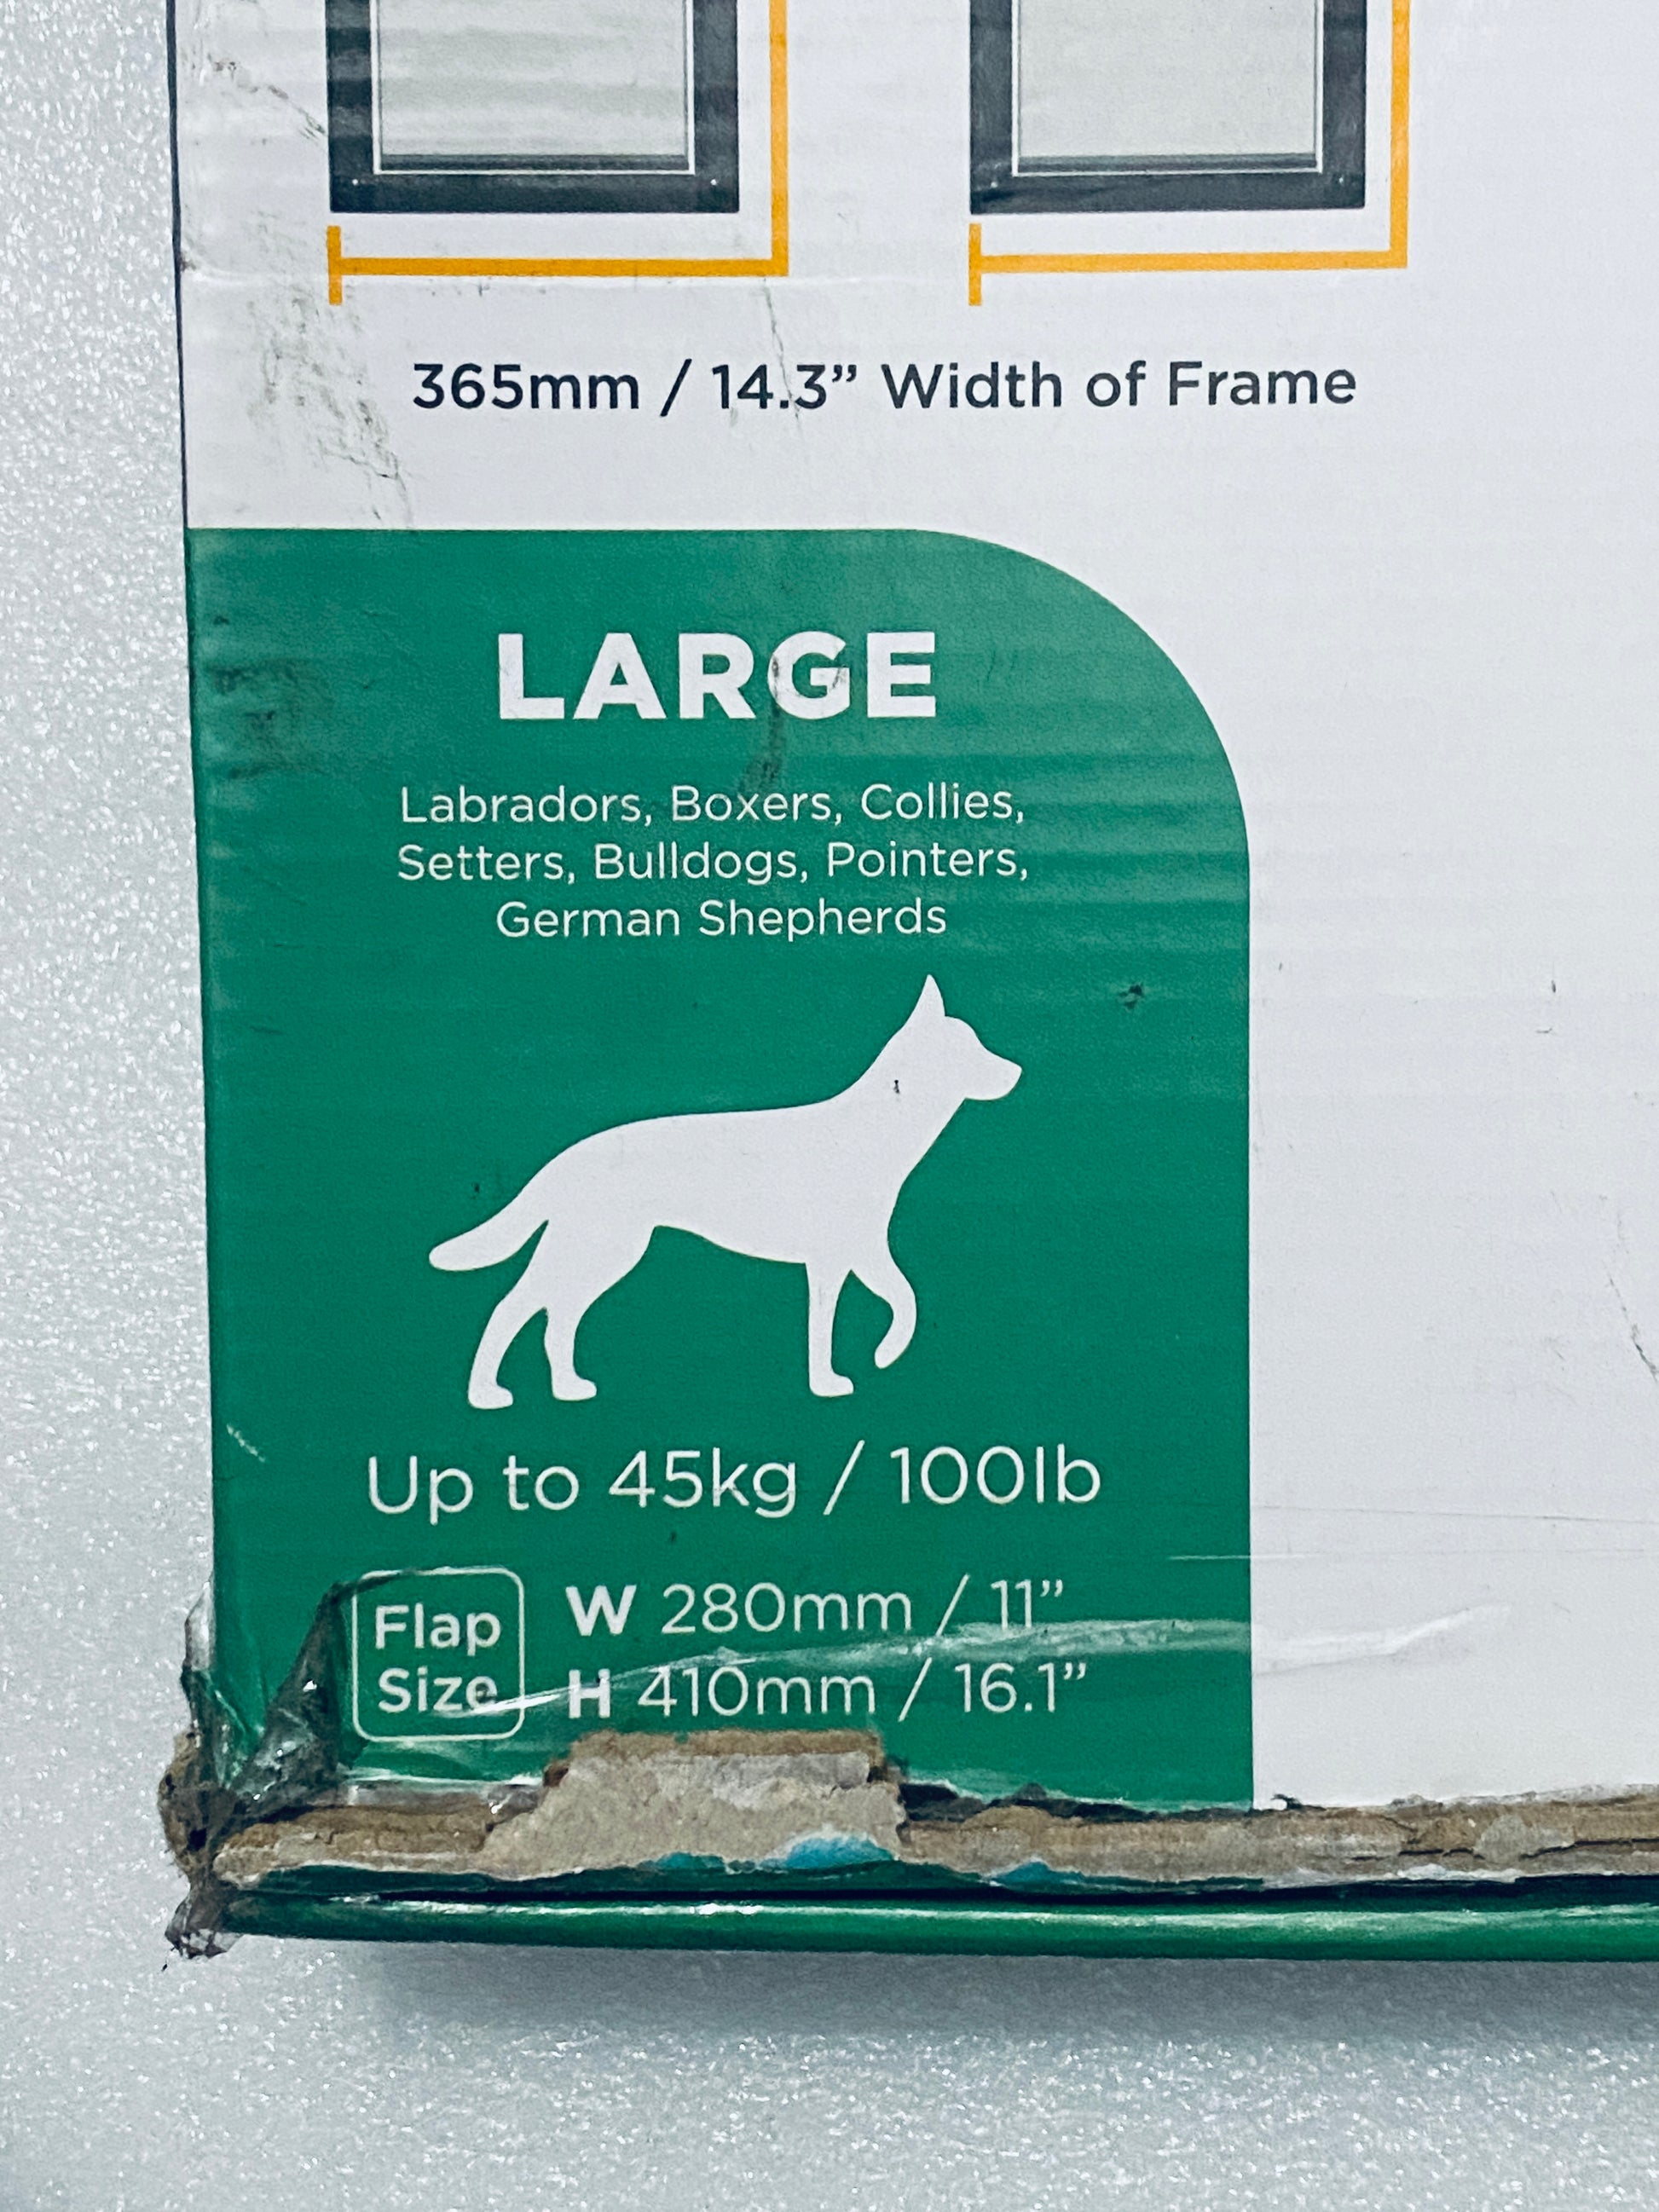 365mm / 14.3” Width of Frame
LARGE
Labradors, Boxers, Collies,
Setters, Bulldogs, Pointers,
German Shepherds
Up to 45kg / 100lb
Flap
Size
W 280mm / 11”
H 410mm / 16.1”